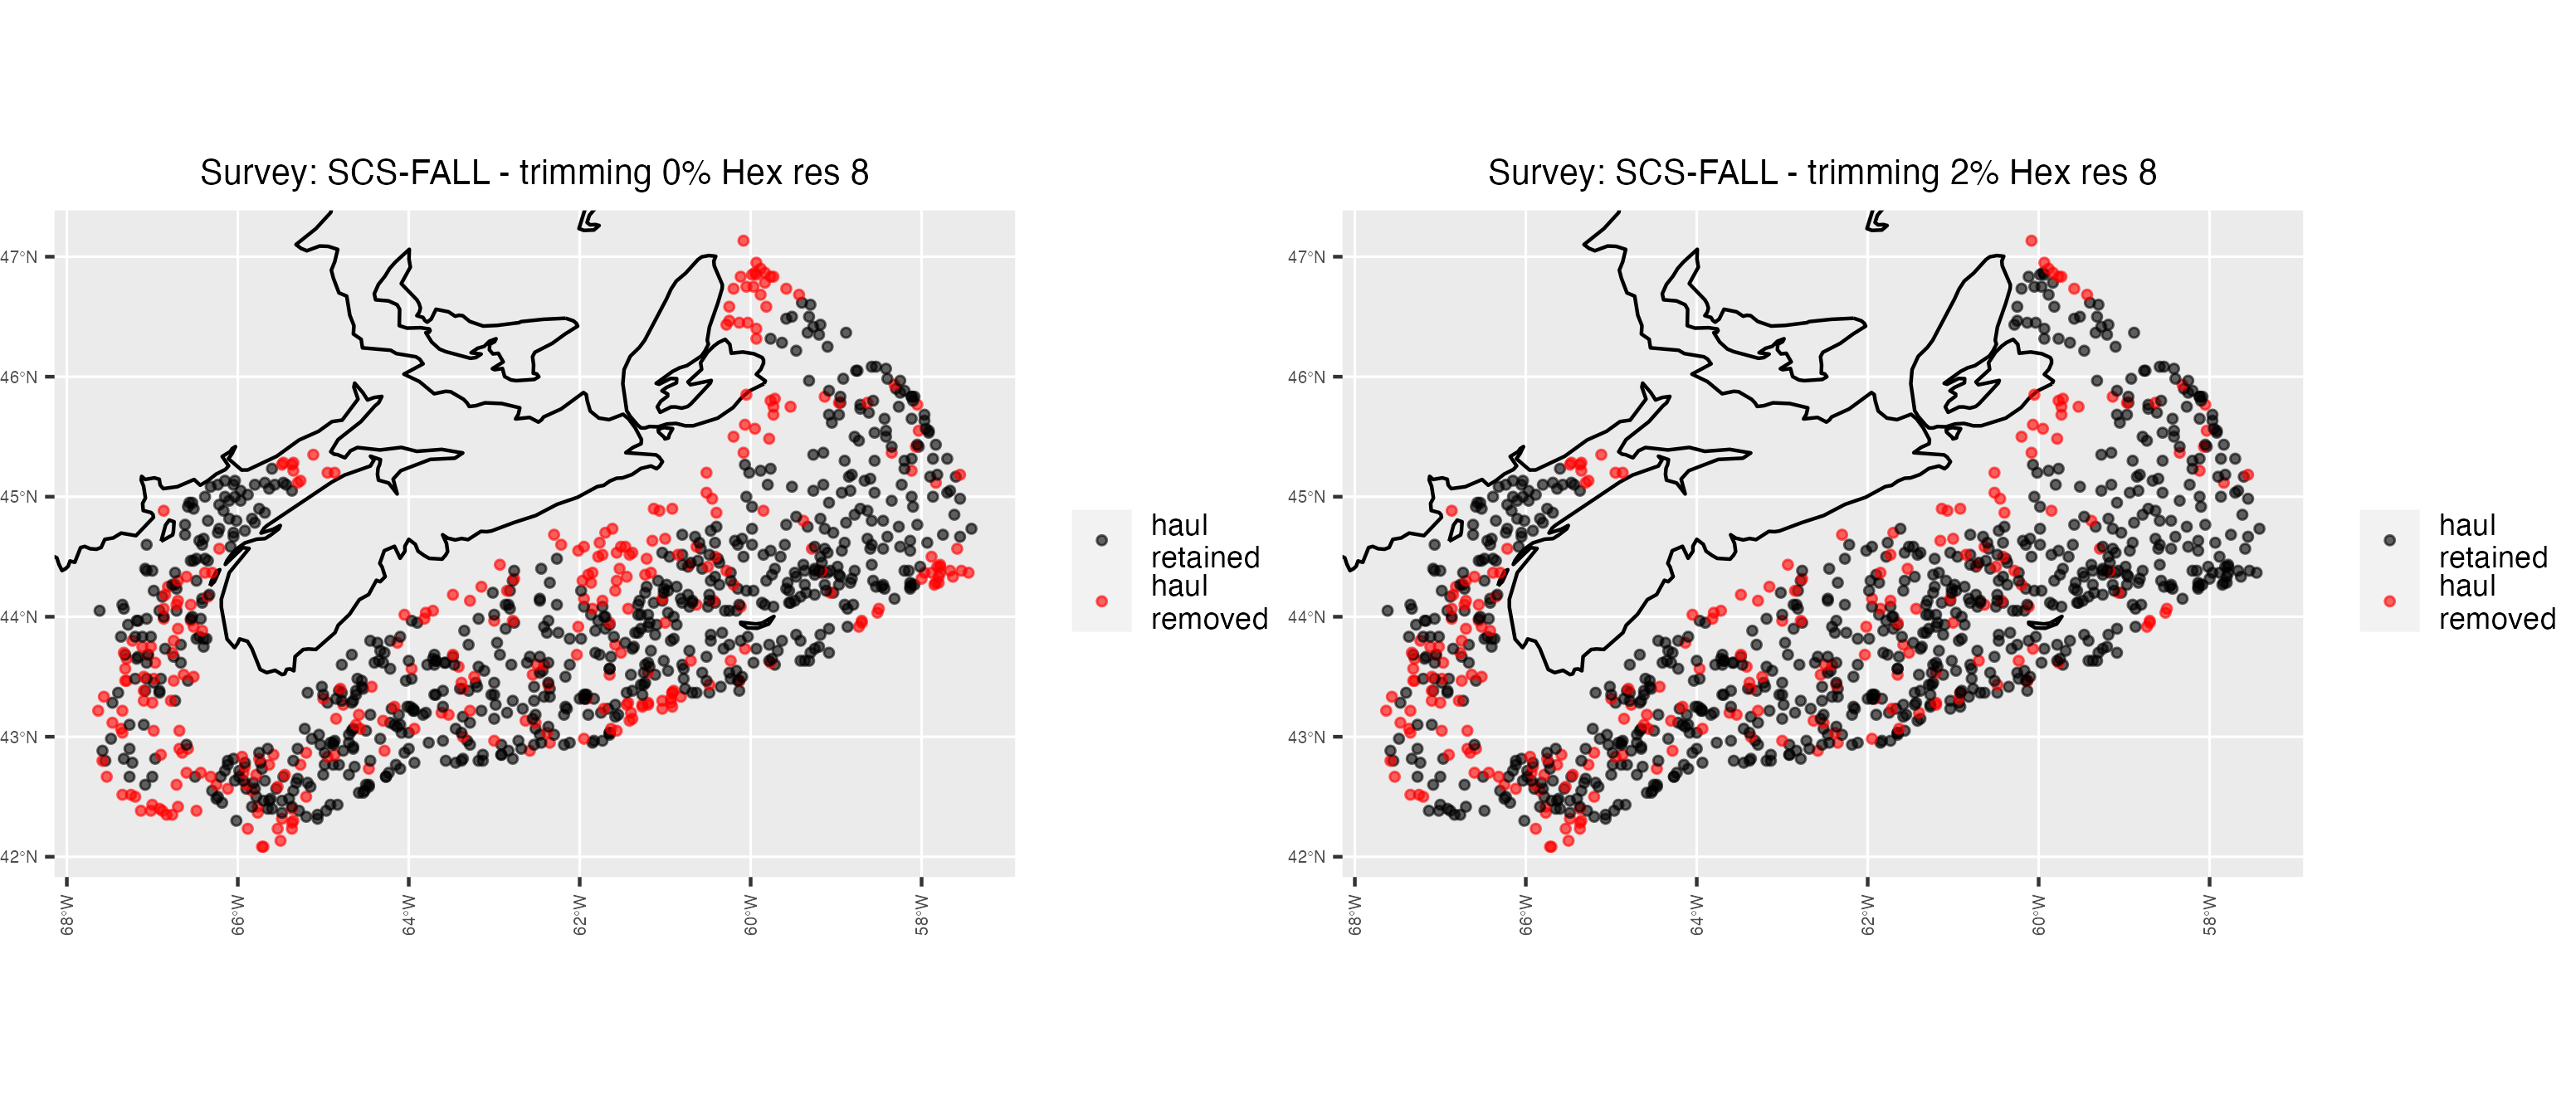 Survey: SCS-FALL - trimming 0% Hex res 8
47°N
46°N
45°N
44°N
43°N
42°N
68°W
66°W
64°W
62°W
60°W
58°W
haul
retained
haul
removed
Survey: SCS-FALL - trimming 2% Hex res 8
47°N
46°N
45°N
44°N
43°N
42°N
68°W
66°W
64°W
62°W
60°W
58°W
haul
retained
haul
removed